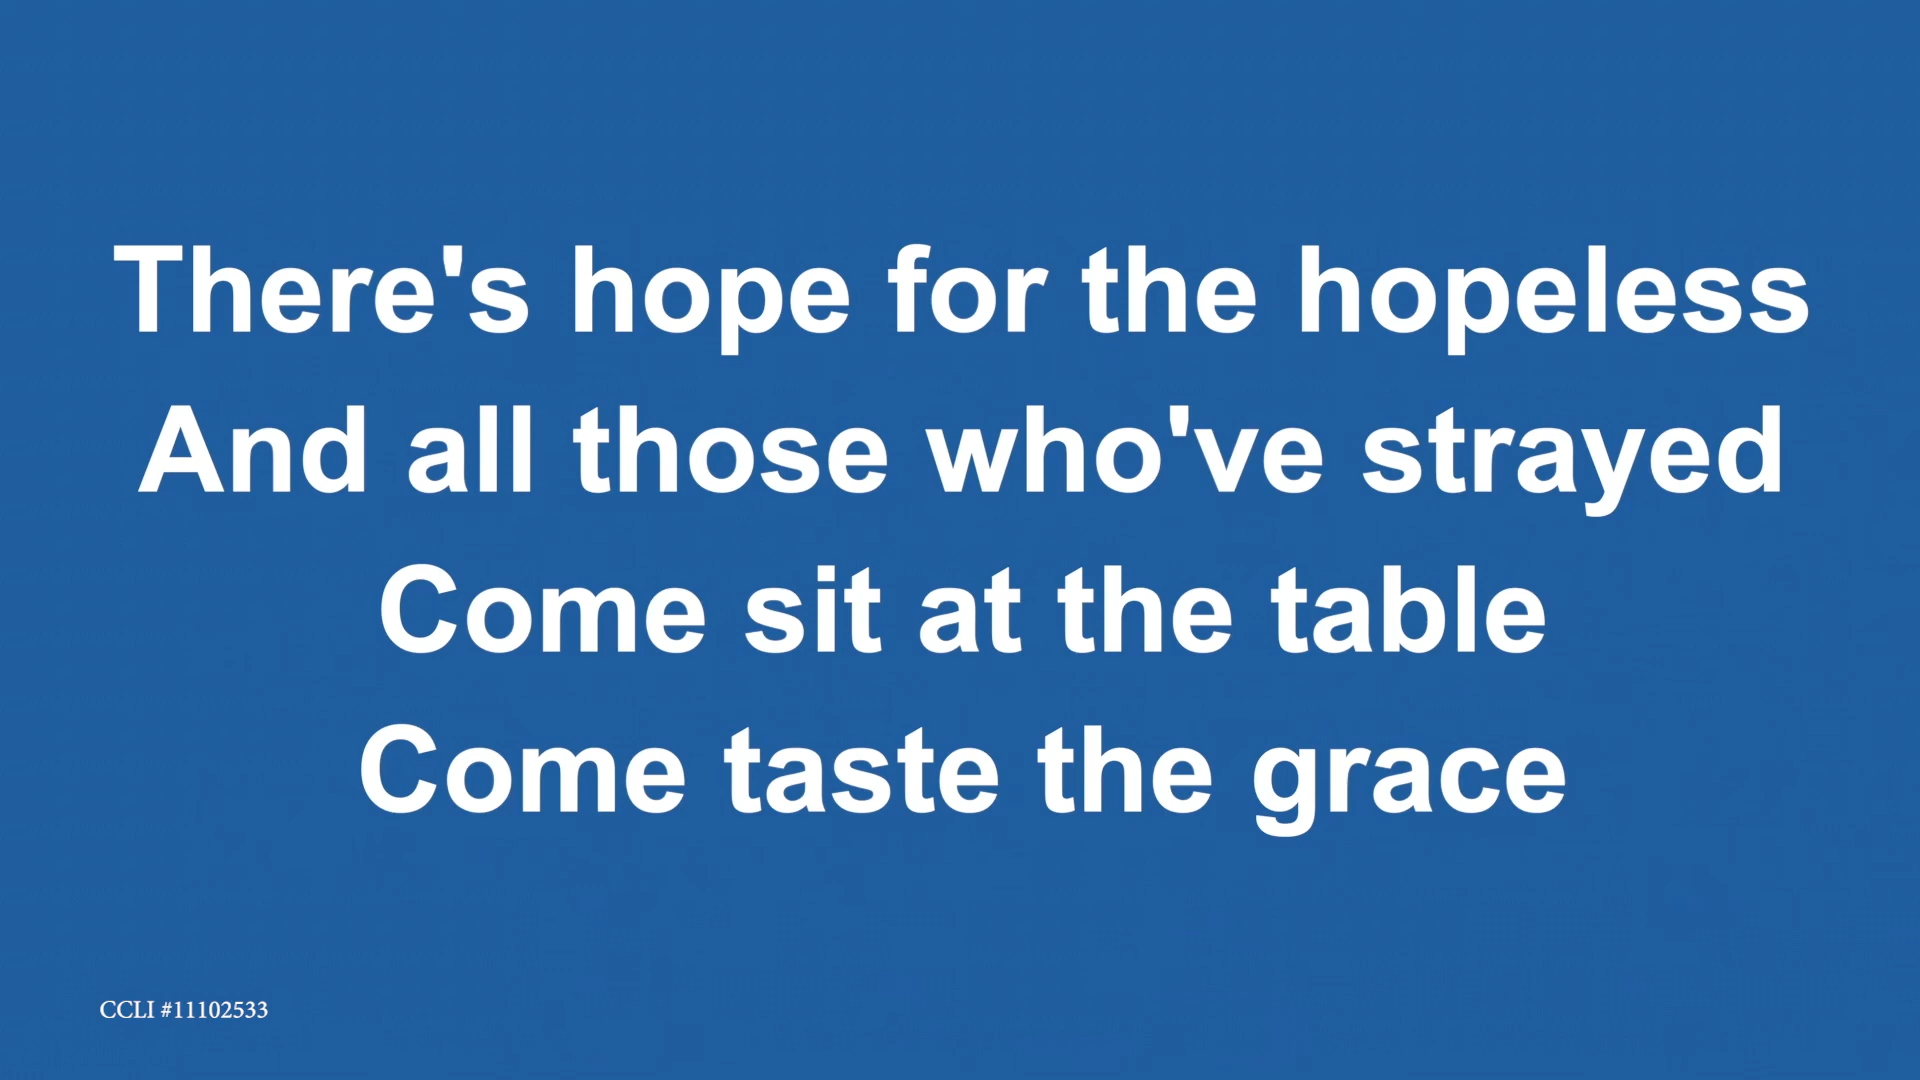 There's hope for the hopeless
And all those who've strayed
Come sit at the table
Come taste the grace
CCLI #11102533